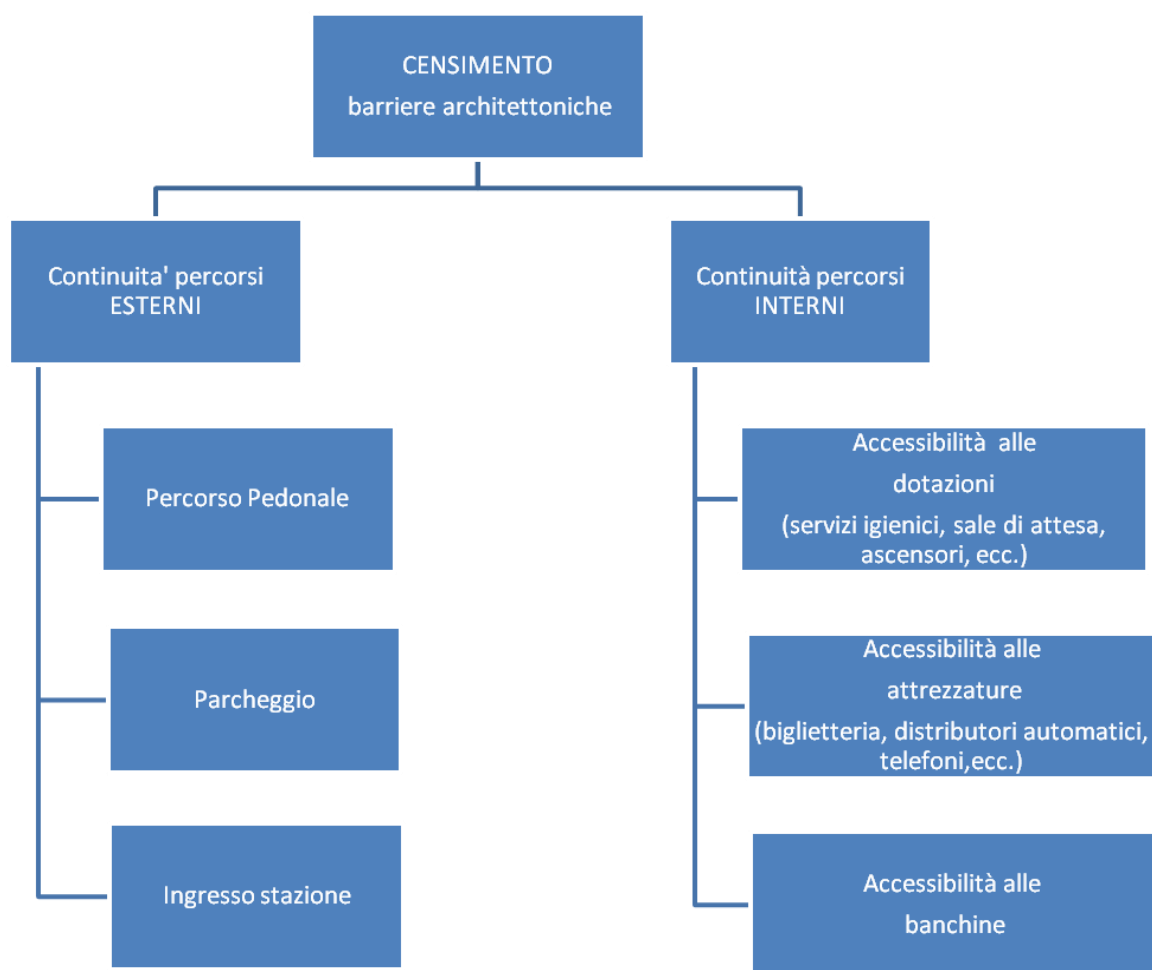 CENSIMENTO
barriere architettoniche
Continuita' percorsi
ESTERNI
Percorso Pedonale
Parcheggio
Ingresso stazione
Continuità percorsi
INTERNI
Accessibilità alle
dotazioni
(servizi igienici, sale di attesa,
ascensori, ecc.)
Accessibilità alle
attrezzature
(biglietteria, distributori automatici,
telefoni,ecc.)
Accessibilità alle
banchine